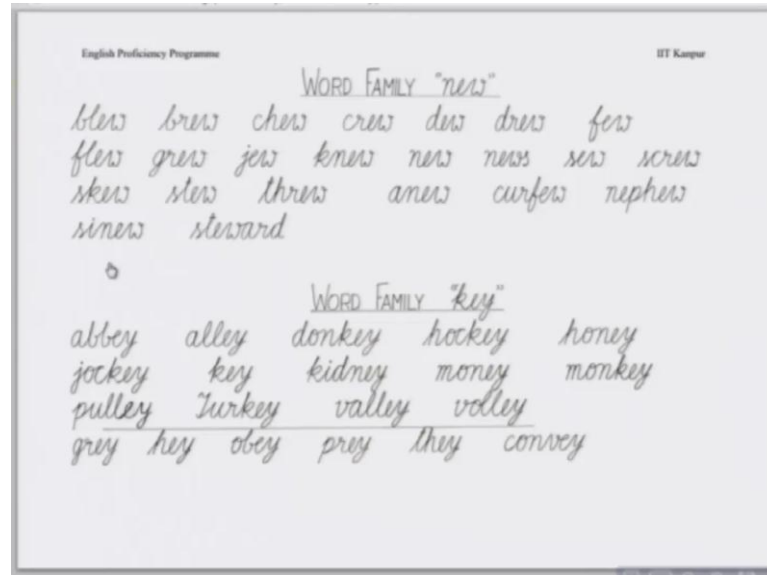 English Proficiency Programme IIT Kanpur
WORD FAMILY "new"
blew brew chew crew dew drew few
flew grew jew knew new news sew screw
skew stew threw anew curfew nephew
sinew steward
WORD FAMILY "key"
abbey alley donkey hockey honey
jockey key kidney money monkey
pulley Turkey valley volley
grey hey obey prey they convey